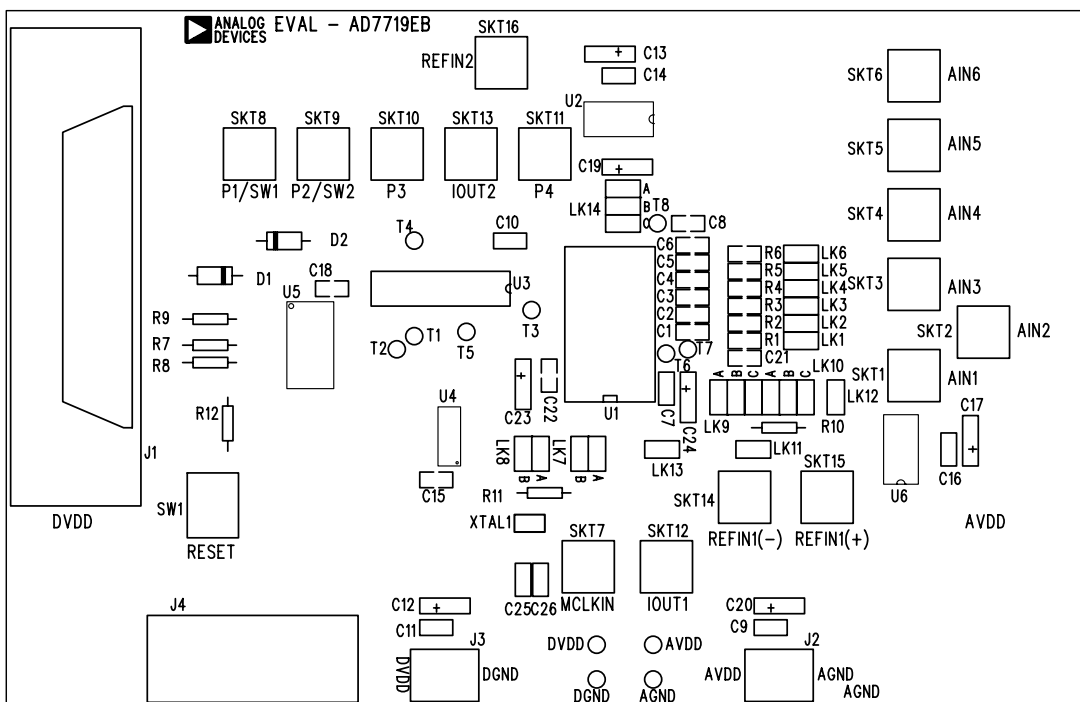 ANALOG DEVICES EVAL - AD7719EB
SKT16
REFIN2
C13
C14
U2
SKT6 AIN6
SKT8 SKT9 SKT10 SKT13 SKT11
P1/SW1 P2/SW2 P3 IOUT2 P4
SKT5 AIN5
C19
A
B
C
LK14
T8
C8
SKT4 AIN4
T4
C10
D2
D1
C18
U5
U3
C6
C5
C4
C3
C2
C1
R6
R5
R4
R3
R2
R1
C21
LK6
LK5
LK4
LK3
LK2
LK1
SKT3 AIN3
SKT2 AIN2
R9
R7
R8
T3
T1
T2
T5
T7
T6
U1
A B C A B C
LK10
LK12
SKT1 AIN1
R12
U4
C23
C22
C7
C24
LK9
R10
C17
C16
U6
J1
LK8
B A
LK7
B A
LK13
LK11
C15
R11
SKT14 SKT15
REFIN1(-) REFIN1(+)
SW1
RESET
DVDD
XTAL1
AVDD
SKT7 SKT12
MCLKIN IOUT1
C25 C26
J4
C12
C11
J3
DVDD DGND
DVDD AVDD
DGND AGND
C20
C9
J2
AVDD AGND
AGND